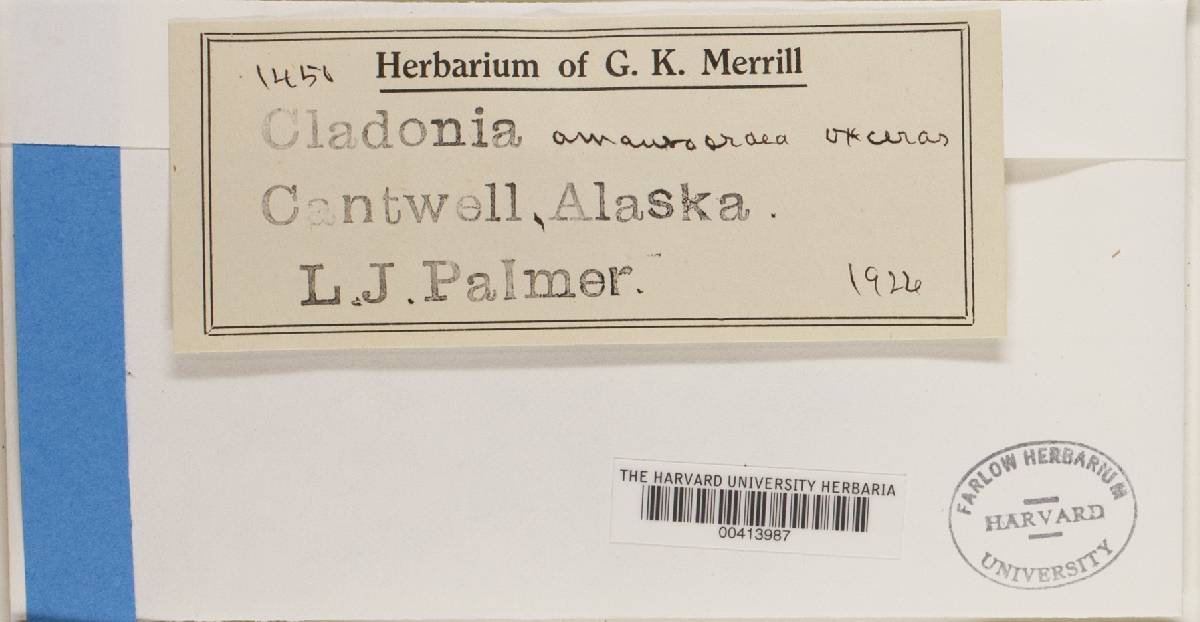 1451
Herbarium of G. K. Merrill
Cladonia amaurocraea oxceras
Cantwell, Alaska.
L.J. Palmer.
1926
THE HARVARD UNIVERSITY HERBARIA
00413987
FARLOW HERBARIUM
HARVARD
UNIVERSITY